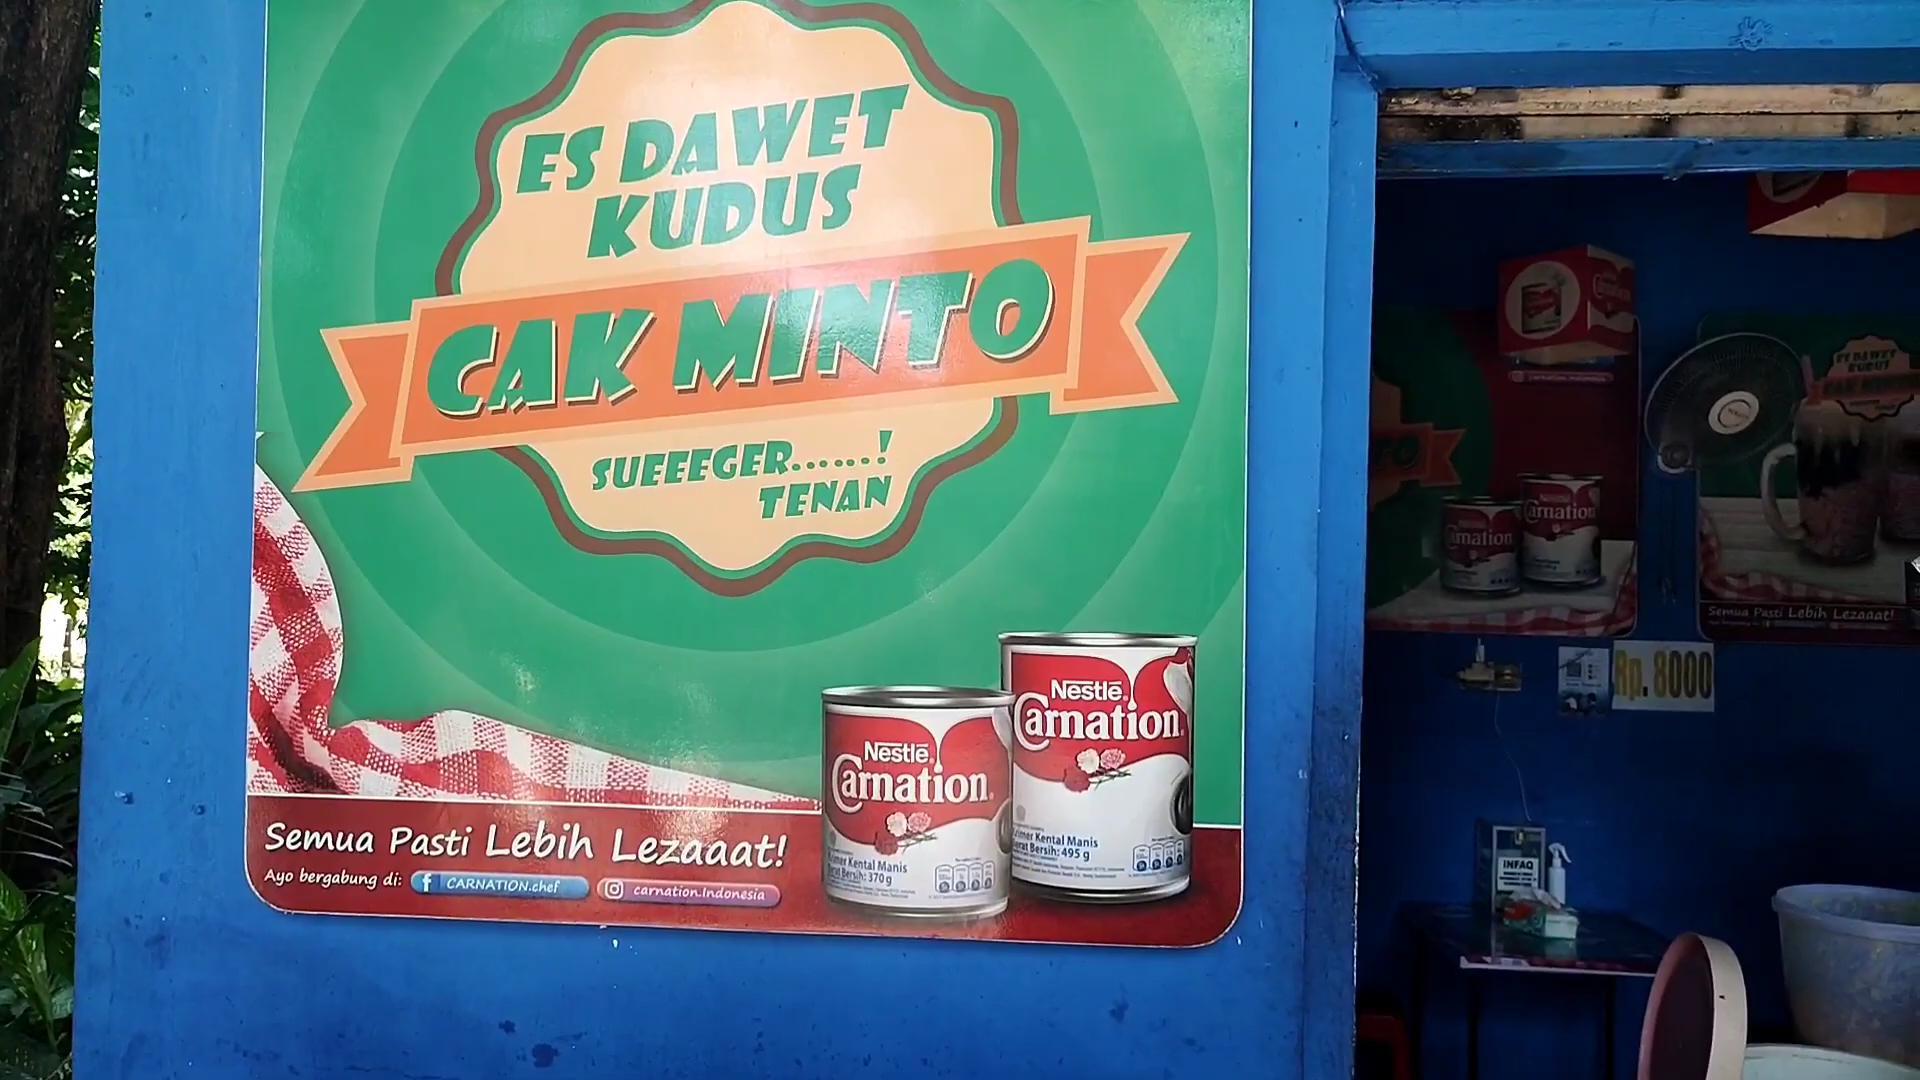 ES DAWET
KUDUS
CAK MINTO
SUEEEGER......!
TENAN
Nestlé
Carnation
Krimer Kental Manis
Berat Bersih: 495 g
Nestlé
Carnation
Krimer Kental Manis
Berat Bersih: 370 g
Semua Pasti Lebih Lezaaat!
Ayo bergabung di: CARNATION.chef carnation.Indonesia
carnation.indonesia
ES DAWET
KUDUS
Carnation
Carnation
Semua Pasti Lebih Lezaaat!
Rp. 8000
INFAQ